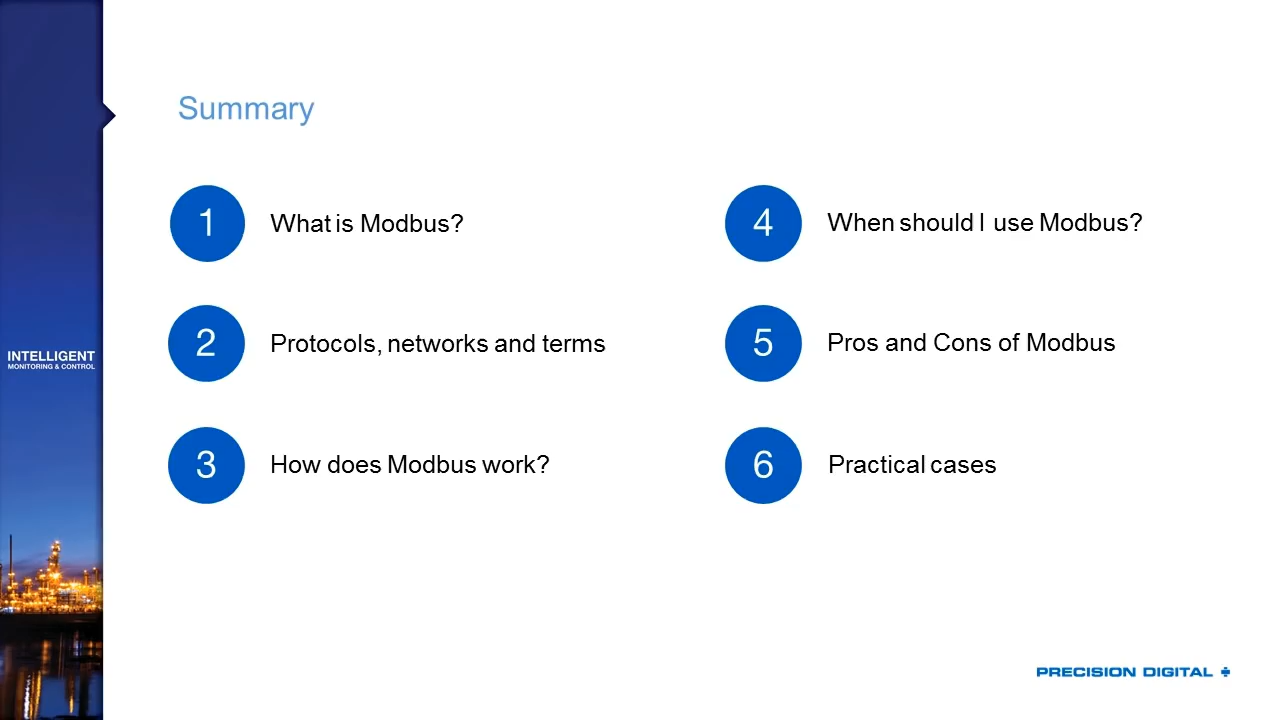 Summary
1 What is Modbus?
2 Protocols, networks and terms
3 How does Modbus work?
4 When should I use Modbus?
5 Pros and Cons of Modbus
6 Practical cases
INTELLIGENT
MONITORING & CONTROL
PRECISION DIGITAL